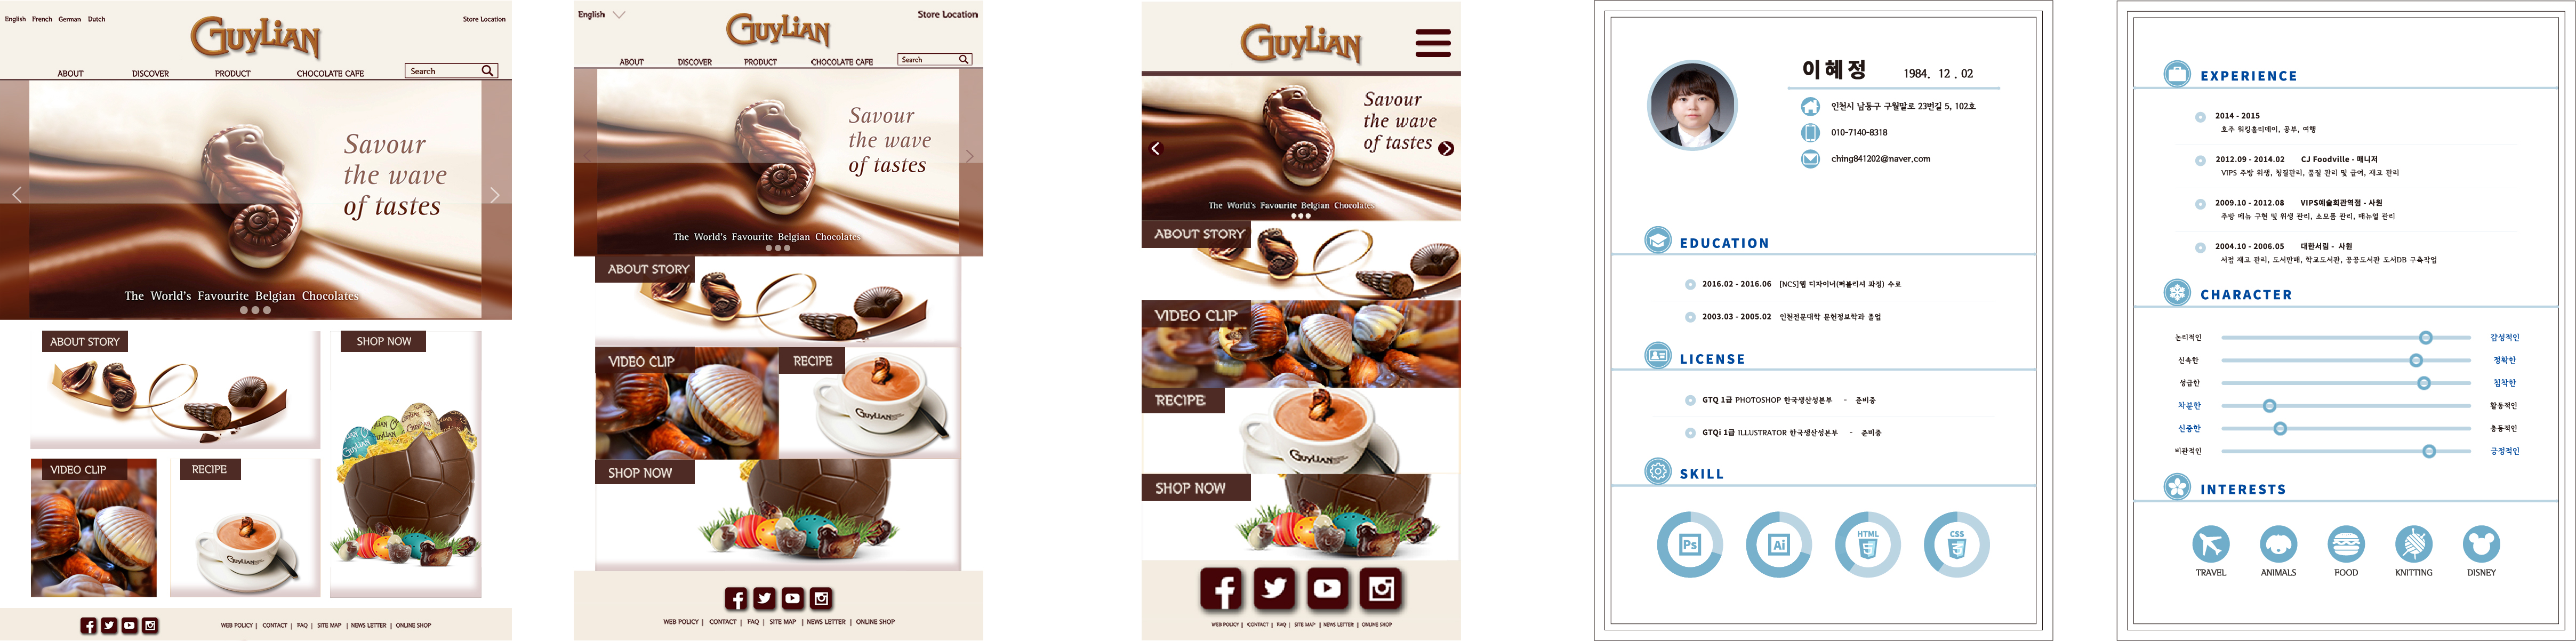 English French German Dutch
Store Location
GUYLIAN
ABOUT DISCOVER PRODUCT CHOCOLATE CAFE
Search
Savour
the wave
of tastes
The World's Favourite Belgian Chocolates
ABOUT STORY
SHOP NOW
VIDEO CLIP
RECIPE
GUYLIAN
WEB POLICY | CONTACT | FAQ | SITE MAP | NEWS LETTER | ONLINE SHOP
English
Store Location
GUYLIAN
ABOUT DISCOVER PRODUCT CHOCOLATE CAFE
Search
Savour
the wave
of tastes
The World's Favourite Belgian Chocolates
ABOUT STORY
VIDEO CLIP
RECIPE
GUYLIAN
SHOP NOW
WEB POLICY | CONTACT | FAQ | SITE MAP | NEWS LETTER | ONLINE SHOP
GUYLIAN
Savour
the wave
of tastes
The World's Favourite Belgian Chocolates
ABOUT STORY
VIDEO CLIP
RECIPE
GUYLIAN
SHOP NOW
WEB POLICY | CONTACT | FAQ | SITE MAP | NEWS LETTER | ONLINE SHOP
이혜정 1984. 12 . 02
인천시 남동구 구월말로 23번길 5, 102호
010-7140-8318
ching841202@naver.com
EDUCATION
2016.02 - 2016.06 [NCS]웹 디자이너(퍼블리셔 과정) 수료
2003.03 - 2005.02 인천전문대학 문헌정보학과 졸업
LICENSE
GTQ 1급 PHOTOSHOP 한국생산성본부 - 준비중
GTQi 1급 ILLUSTRATOR 한국생산성본부 - 준비중
SKILL
Ps
Ai
HTML
5
CSS
3
EXPERIENCE
2014 - 2015
호주 워킹홀리데이, 공부, 여행
2012.09 - 2014.02 CJ Foodville - 매니저
VIPS 주방 위생, 청결관리, 품질 관리 및 급여, 재고 관리
2009.10 - 2012.08 VIPS예술회관역점 - 사원
주방 메뉴 구현 및 위생 관리, 소모품 관리, 매뉴얼 관리
2004.10 - 2006.05 대한서림 - 사원
서점 재고 관리, 도서판매, 학교도서관, 공공도서관 도서DB 구축작업
CHARACTER
논리적인 감성적인
신속한 정확한
성급한 침착한
차분한 활동적인
신중한 충동적인
비관적인 긍정적인
INTERESTS
TRAVEL ANIMALS FOOD KNITTING DISNEY